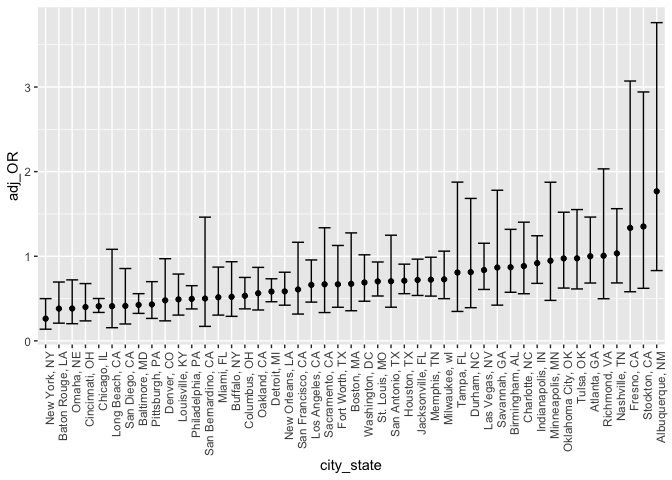 adj_OR
3
2
1
0
New York, NY
Baton Rouge, LA
Omaha, NE
Cincinnati, OH
Chicago, IL
Long Beach, CA
San Diego, CA
Baltimore, MD
Pittsburgh, PA
Denver, CO
Louisville, KY
Philadelphia, PA
San Bernardino, CA
Miami, FL
Buffalo, NY
Columbus, OH
Oakland, CA
Detroit, MI
New Orleans, LA
San Francisco, CA
Los Angeles, CA
Sacramento, CA
Fort Worth, TX
Boston, MA
Washington, DC
St. Louis, MO
San Antonio, TX
Houston, TX
Jacksonville, FL
Memphis, TN
Milwaukee, wI
Tampa, FL
Durham, NC
Las Vegas, NV
Savannah, GA
Birmingham, AL
Charlotte, NC
Indianapolis, IN
Minneapolis, MN
Oklahoma City, OK
Tulsa, OK
Atlanta, GA
Richmond, VA
Nashville, TN
Fresno, CA
Stockton, CA
Albuquerque, NM
city_state